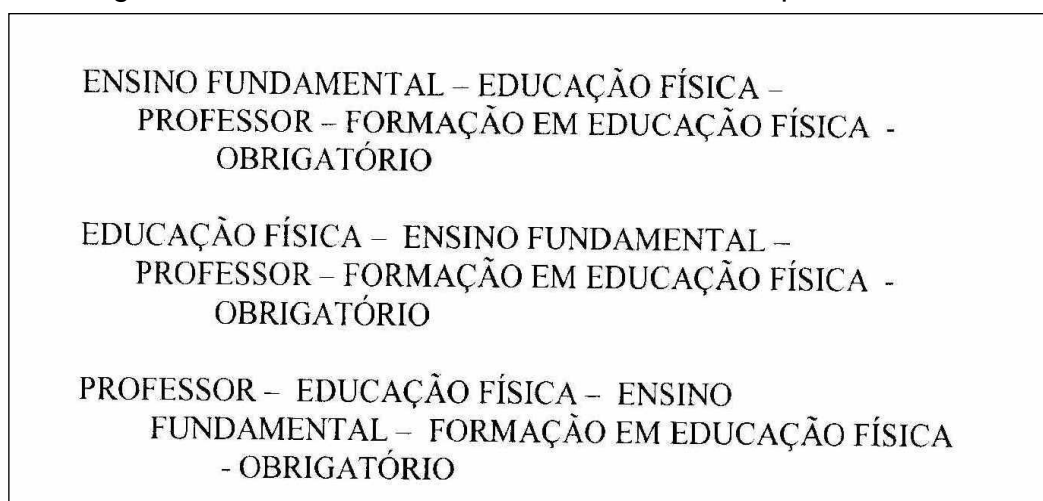 ENSINO FUNDAMENTAL – EDUCAÇÃO FÍSICA –
PROFESSOR – FORMAÇÃO EM EDUCAÇÃO FÍSICA -
OBRIGATÓRIO
EDUCAÇÃO FÍSICA – ENSINO FUNDAMENTAL –
PROFESSOR – FORMAÇÃO EM EDUCAÇÃO FÍSICA -
OBRIGATÓRIO
PROFESSOR – EDUCAÇÃO FÍSICA – ENSINO
FUNDAMENTAL – FORMAÇÃO EM EDUCAÇÃO FÍSICA
- OBRIGATÓRIO